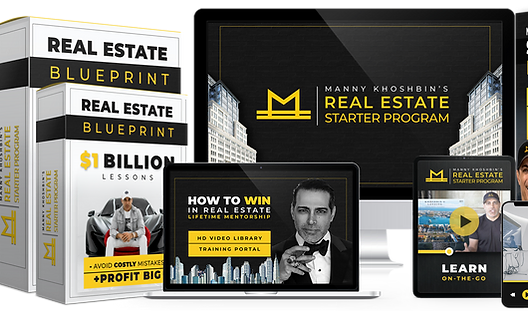 REAL ESTATE
BLUEPRINT
REAL ESTATE
STARTER PROGRAM
REAL ESTATE
BLUEPRINT
$1 BILLION
LESSONS
• AVOID COSTLY MISTAKES
+PROFIT BIG
MANNY KHOSHBIN'S
REAL ESTATE
STARTER PROGRAM
HOW TO WIN
IN REAL ESTATE
LIFETIME MENTORSHIP
HD VIDEO LIBRARY
TRAINING PORTAL
MANNY KHOSHBIN'S
REAL ESTATE
STARTER PROGRAM
LEARN
ON-THE-GO